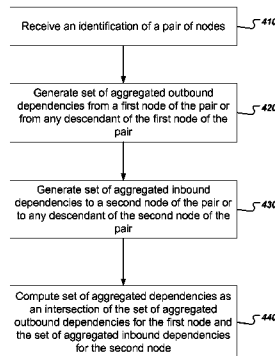 Receive an identification of a pair of nodes
410
Generate set of aggregated outbound
dependencies from a first node of the pair or
from any descendant of the first node of the
pair
420
Generate set of aggregated inbound
dependencies to a second node of the pair or
to any descendant of the second node of the
pair
430
Compute set of aggregated dependencies as
an intersection of the set of aggregated
outbound dependencies for the first node and
the set of aggregated inbound dependencies
for the second node
440